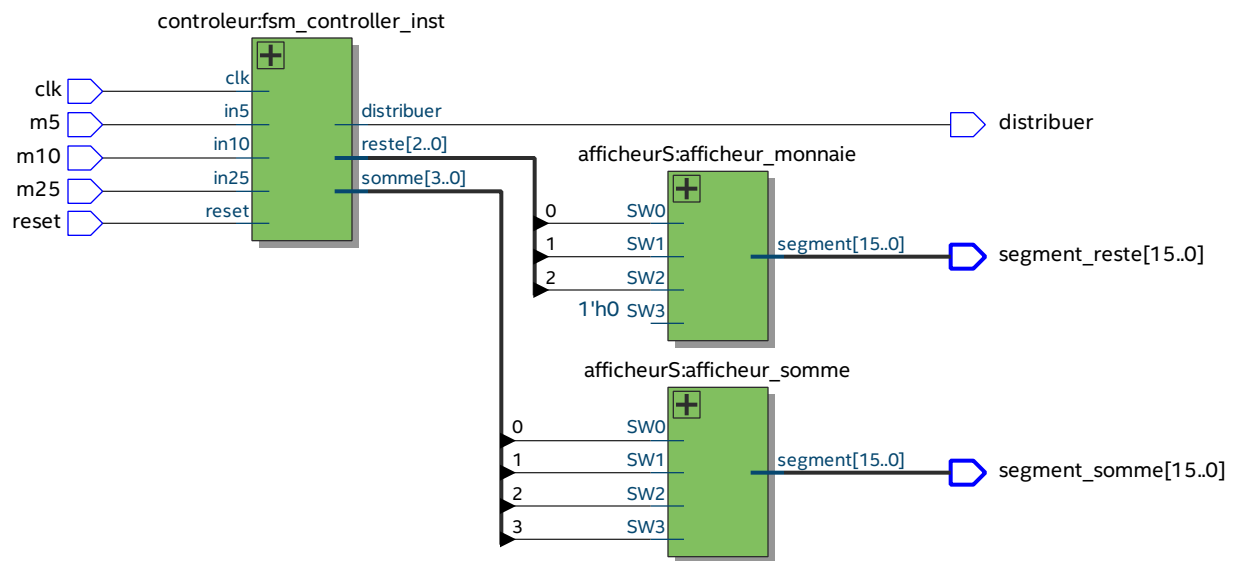 controleur:fsm_controller_inst
clk
clk
m5
in5
distribuer
distribuer
m10
in10
reste[2..0]
m25
in25
somme[3..0]
reset
reset
afficheurS:afficheur_monnaie
0
SW0
1
SW1
segment[15..0]
segment_reste[15..0]
2
SW2
1'h0
SW3
afficheurS:afficheur_somme
0
SW0
1
SW1
segment[15..0]
segment_somme[15..0]
2
SW2
3
SW3